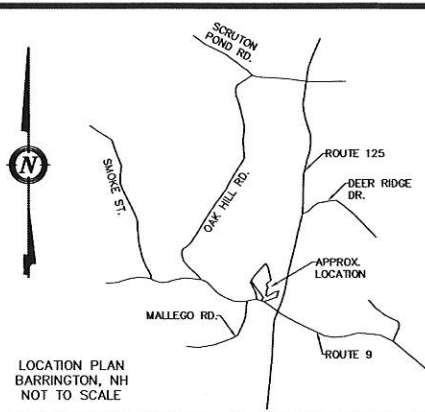 SCRUTON
POND RD.
SMOKE ST.
OAK HILL RD.
ROUTE 125
DEER RIDGE
DR.
N
APPROX.
LOCATION
MALLEGO RD.
ROUTE 9
LOCATION PLAN
BARRINGTON, NH
NOT TO SCALE